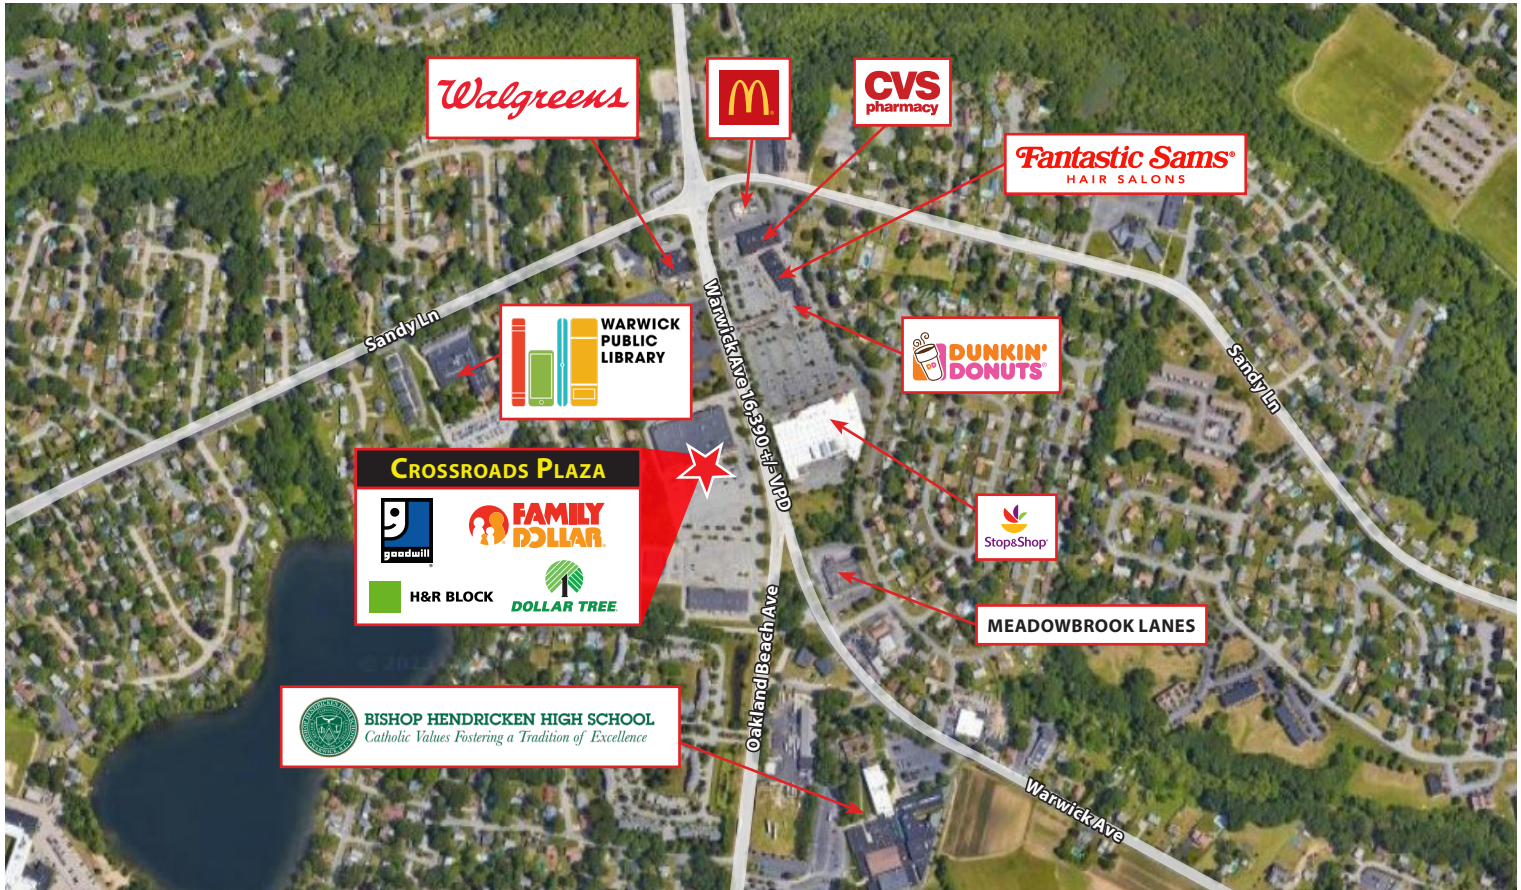 Walgreens
CVS
pharmacy
Fantastic Sams®
HAIR SALONS
Sandy Ln
WARWICK
PUBLIC
LIBRARY
Warwick Ave 16,390 +/- VPD
DUNKIN'
DONUTS®
DD
Sandy Ln
CROSSROADS PLAZA
goodwill
FAMILY
DOLLAR
H&R BLOCK
DOLLAR TREE
Stop&Shop
MEADOWBROOK LANES
Oakland Beach Ave
BISHOP HENDRICKEN HIGH SCHOOL
Catholic Values Fostering a Tradition of Excellence
Warwick Ave